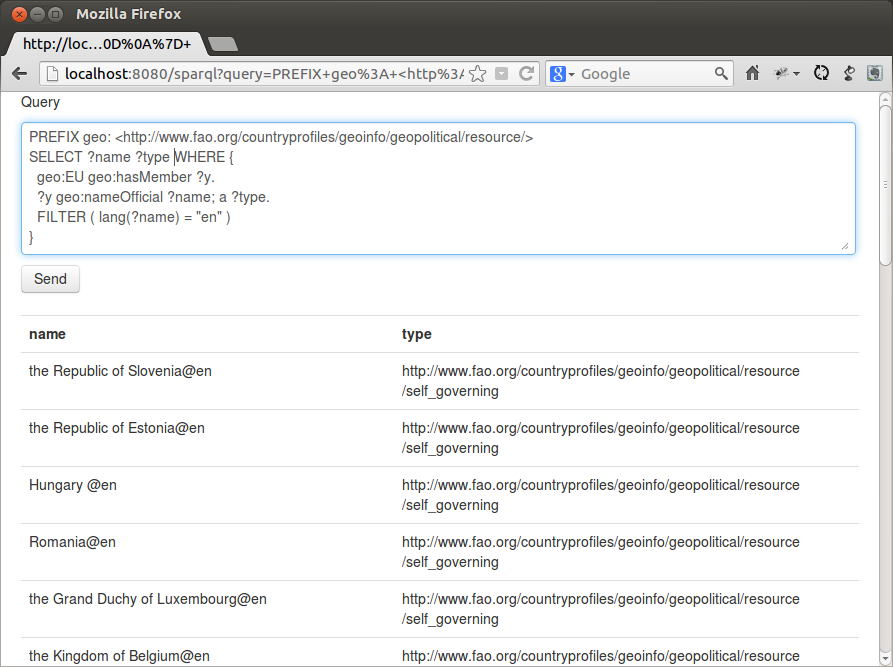 Mozilla Firefox
http://loc...0D%0A%7D+
localhost:8080/sparql?query=PREFIX+geo%3A+<http%3A
Google
Query
PREFIX geo: <http://www.fao.org/countryprofiles/geoinfo/geopolitical/resource/>
SELECT ?name ?type WHERE {
geo:EU geo:hasMember ?y.
?y geo:nameOfficial ?name; a ?type.
FILTER ( lang(?name) = "en" )
}
Send
name type
the Republic of Slovenia@en http://www.fao.org/countryprofiles/geoinfo/geopolitical/resource
/self_governing
the Republic of Estonia@en http://www.fao.org/countryprofiles/geoinfo/geopolitical/resource
/self_governing
Hungary @en http://www.fao.org/countryprofiles/geoinfo/geopolitical/resource
/self_governing
Romania@en http://www.fao.org/countryprofiles/geoinfo/geopolitical/resource
/self_governing
the Grand Duchy of Luxembourg@en http://www.fao.org/countryprofiles/geoinfo/geopolitical/resource
/self_governing
the Kingdom of Belgium@en http://www.fao.org/countryprofiles/geoinfo/geopolitical/resource